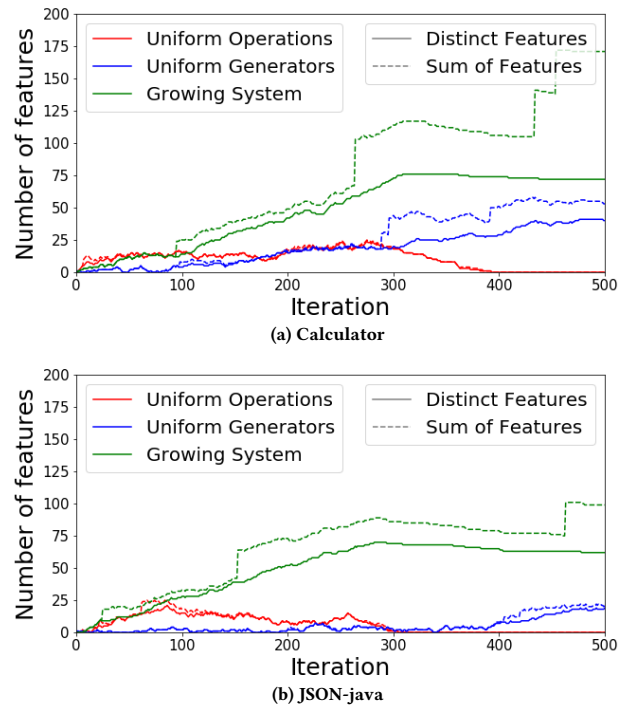 200
175
150
125
100
75
50
25
0
Number of features
Uniform Operations
Uniform Generators
Growing System
Distinct Features
Sum of Features
0 100 200 300 400 500
Iteration
(a) Calculator
200
175
150
125
100
75
50
25
0
Number of features
Uniform Operations
Uniform Generators
Growing System
Distinct Features
Sum of Features
0 100 200 300 400 500
Iteration
(b) JSON-java